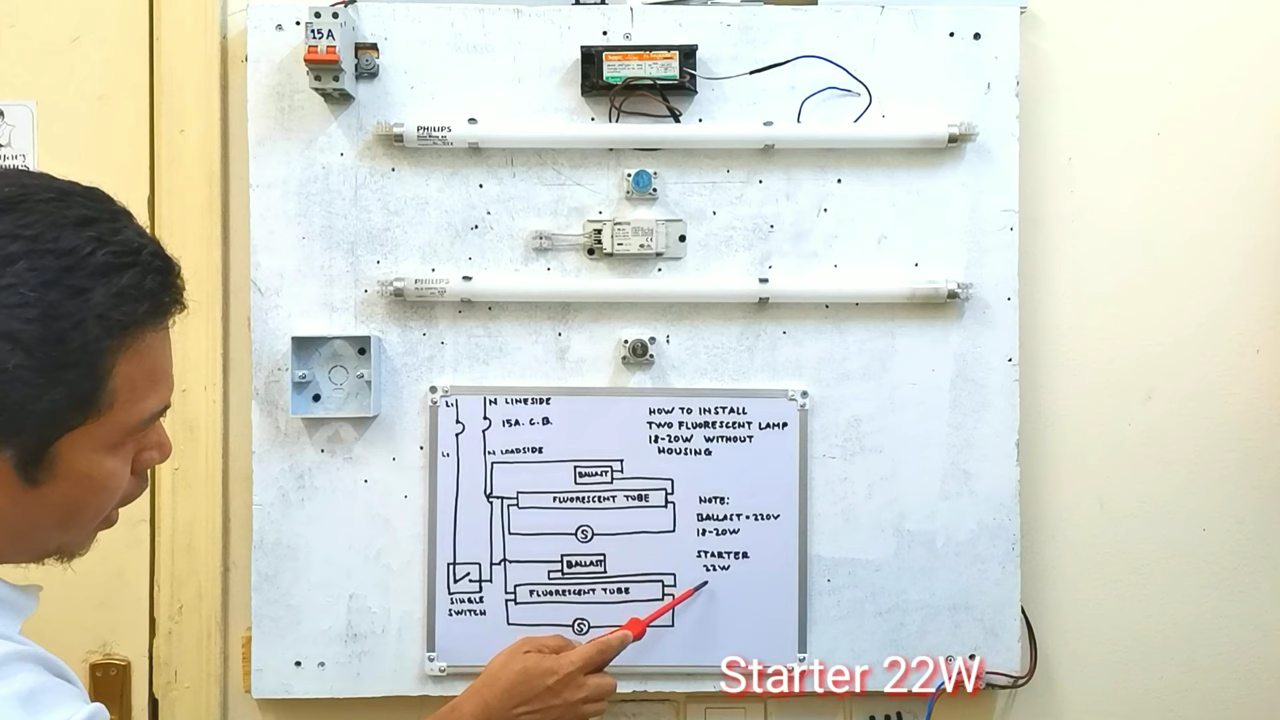 15A
PHILIPS
PHILIPS
L1 N LINESIDE
15A. C.B.
L1 N LOADSIDE
HOW TO INSTALL
TWO FLUORESCENT LAMP
18-20W WITHOUT
HOUSING
BALLAST
FLUORESCENT TUBE
S
NOTE:
BALLAST = 220V
18-20W
STARTER
22W
BALLAST
FLUORESCENT TUBE
S
SINGLE
SWITCH
Starter 22W